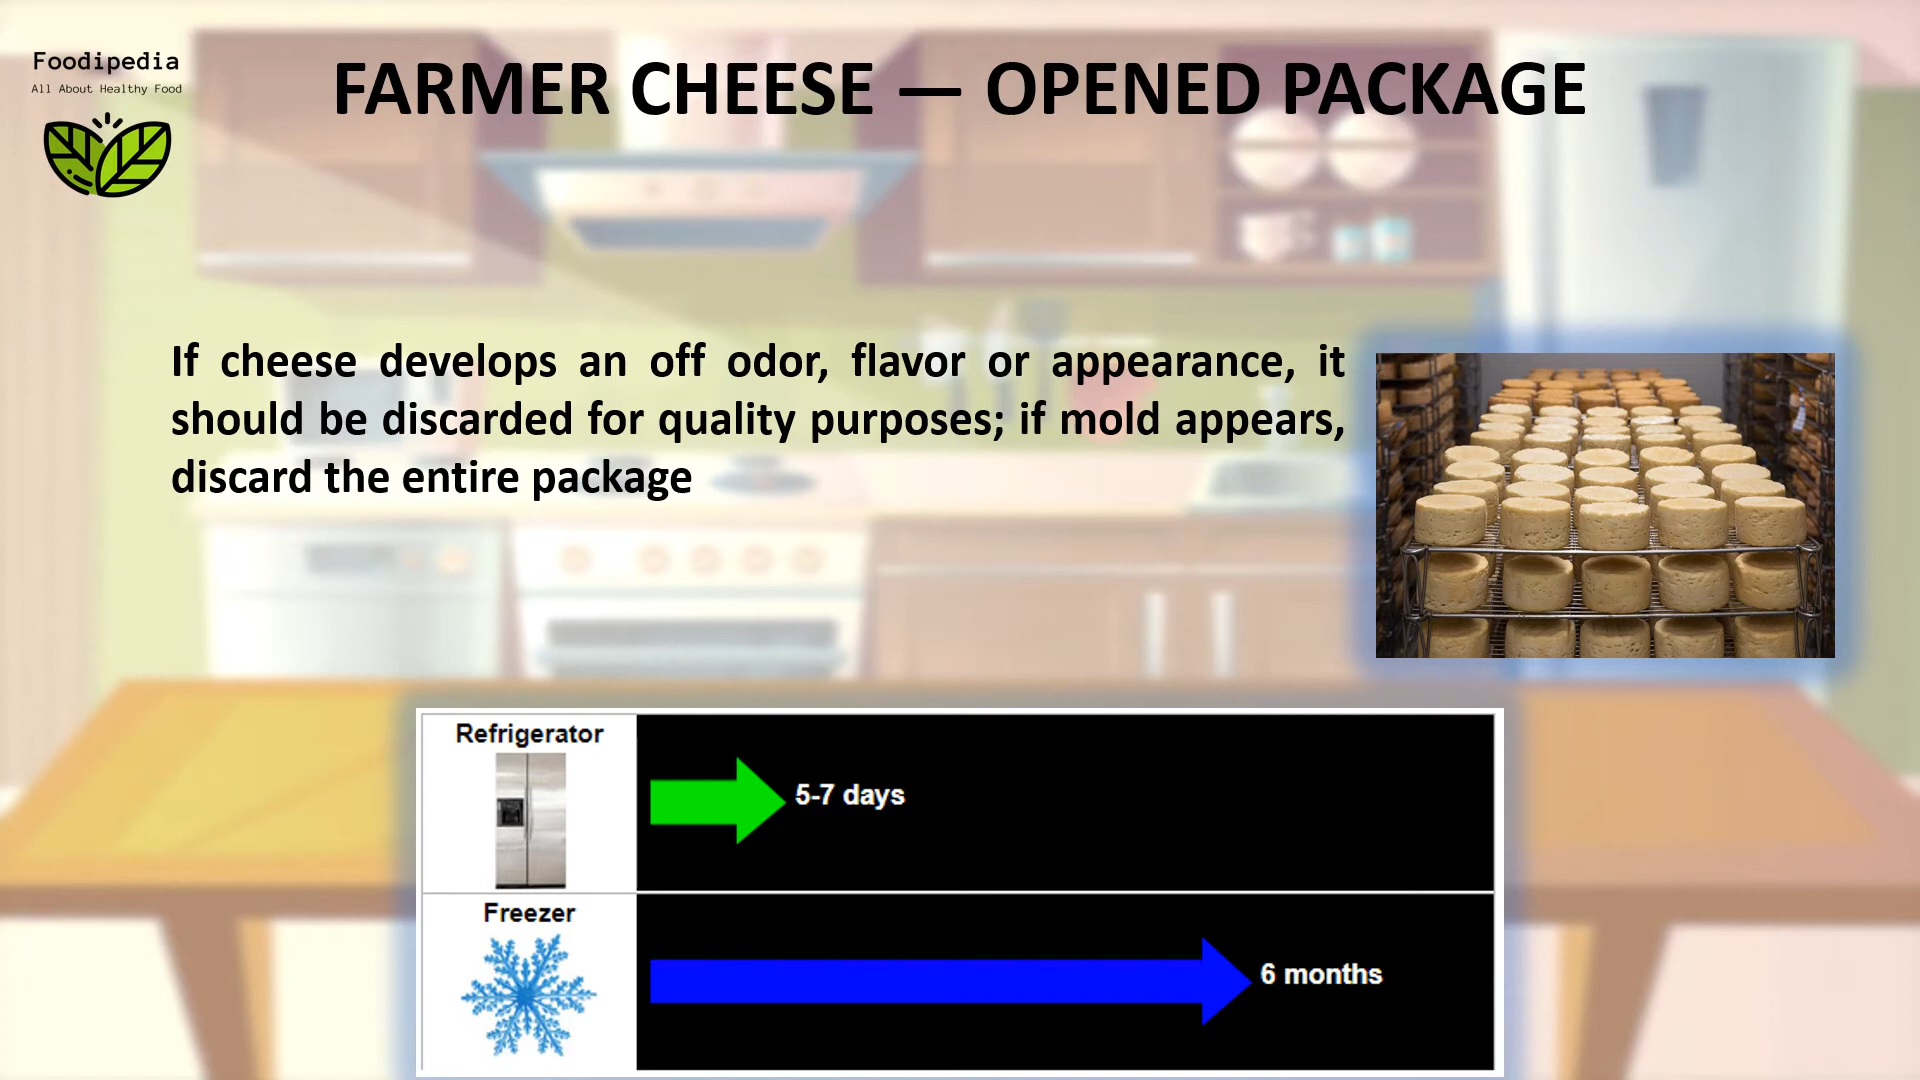 Foodipedia
All About Healthy Food
FARMER CHEESE — OPENED PACKAGE
If cheese develops an off odor, flavor or appearance, it
should be discarded for quality purposes; if mold appears,
discard the entire package
Refrigerator
5-7 days
Freezer
6 months